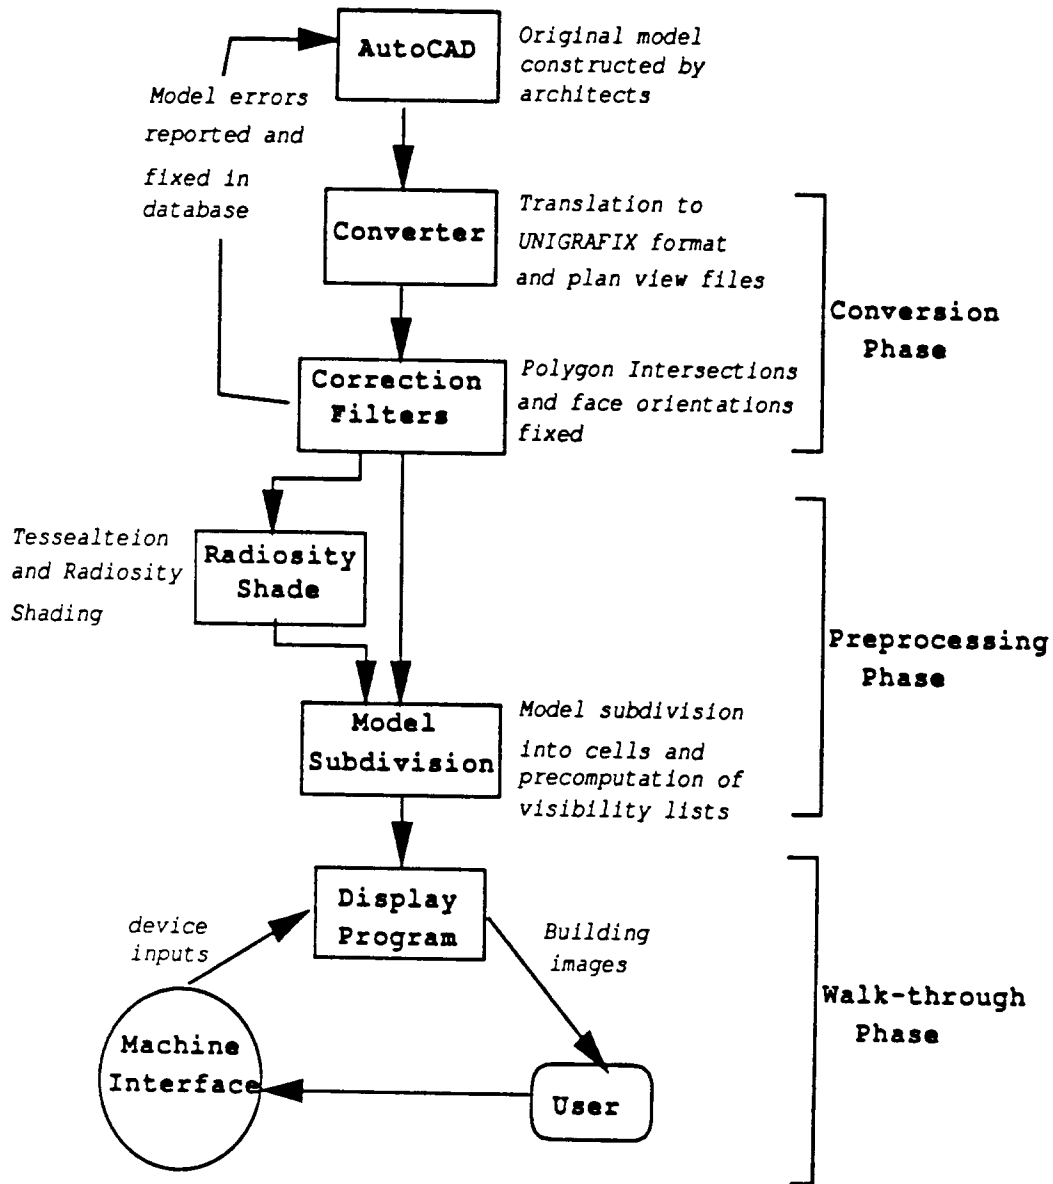 AutoCAD
Original model
constructed by
architects
Model errors
reported and
fixed in
database
Converter
Translation to
UNIGRAFIX format
and plan view files
Conversion
Phase
Correction
Filters
Polygon Intersections
and face orientations
fixed
Tessealteion
and Radiosity
Shading
Radiosity
Shade
Preprocessing
Phase
Model
Subdivision
Model subdivision
into cells and
precomputation of
visibility lists
Display
Program
device
inputs
Building
images
Walk-through
Phase
Machine
Interface
User